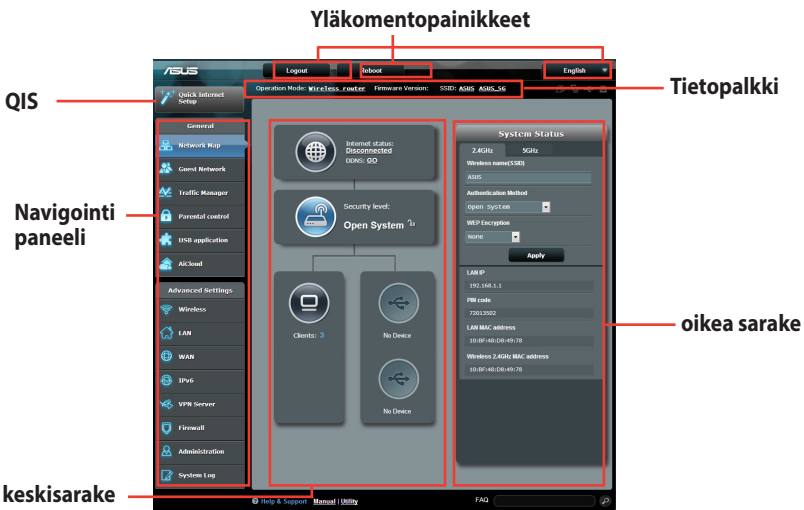 Yläkomentopainikkeet
ASUS
Logout
Reboot
English
QIS
Quick Internet Setup
Operation Mode: Wireless router Firmware Version: SSID: ASUS ASUS_5G
Tietopalkki
General
Network Map
Guest Network
Traffic Manager
Parental control
USB application
AiCloud
Navigointi
paneeli
Advanced Settings
Wireless
LAN
WAN
IPv6
VPN Server
Firewall
Administration
System Log
Internet status:
Disconnected
DDNS: GO
Security level:
Open System
Clients: 3
No Device
No Device
System Status
2.4GHz 5GHz
Wireless name(SSID)
ASUS
Authentication Method
Open System
WEP Encryption
None
Apply
LAN IP
192.168.1.1
PIN code
72013502
LAN MAC address
10:BF:48:D8:49:78
Wireless 2.4GHz MAC address
10:BF:48:D8:49:78
oikea sarake
keskisarake
Help & Support Manual | Utility
FAQ